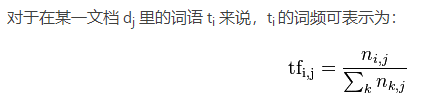 对于在某一文档 dj 里的词语 ti 来说，ti 的词频可表示为：
tfi,j = ni,j / ∑k nk,j